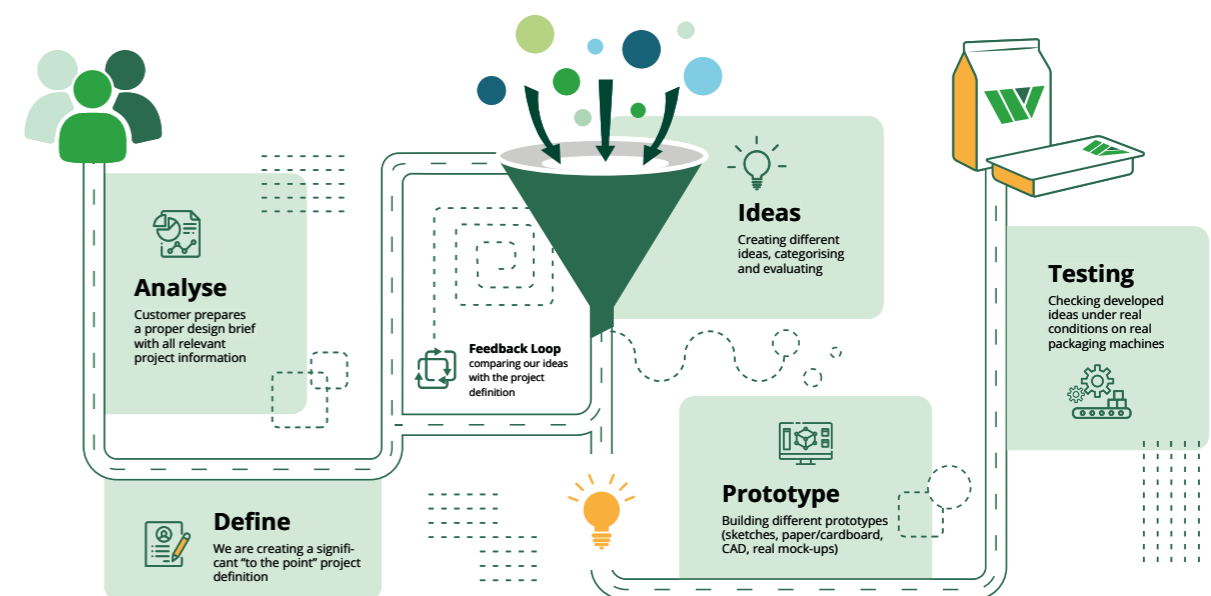 Analyse
Customer prepares
a proper design brief
with all relevant
project information
Define
We are creating a signifi-
cant “to the point” project
definition
Feedback Loop
comparing our ideas
with the project
definition
Ideas
Creating different
ideas, categorising
and evaluating
Prototype
Building different prototypes
(sketches, paper/cardboard,
CAD, real mock-ups)
Testing
Checking developed
ideas under real
conditions on real
packaging machines